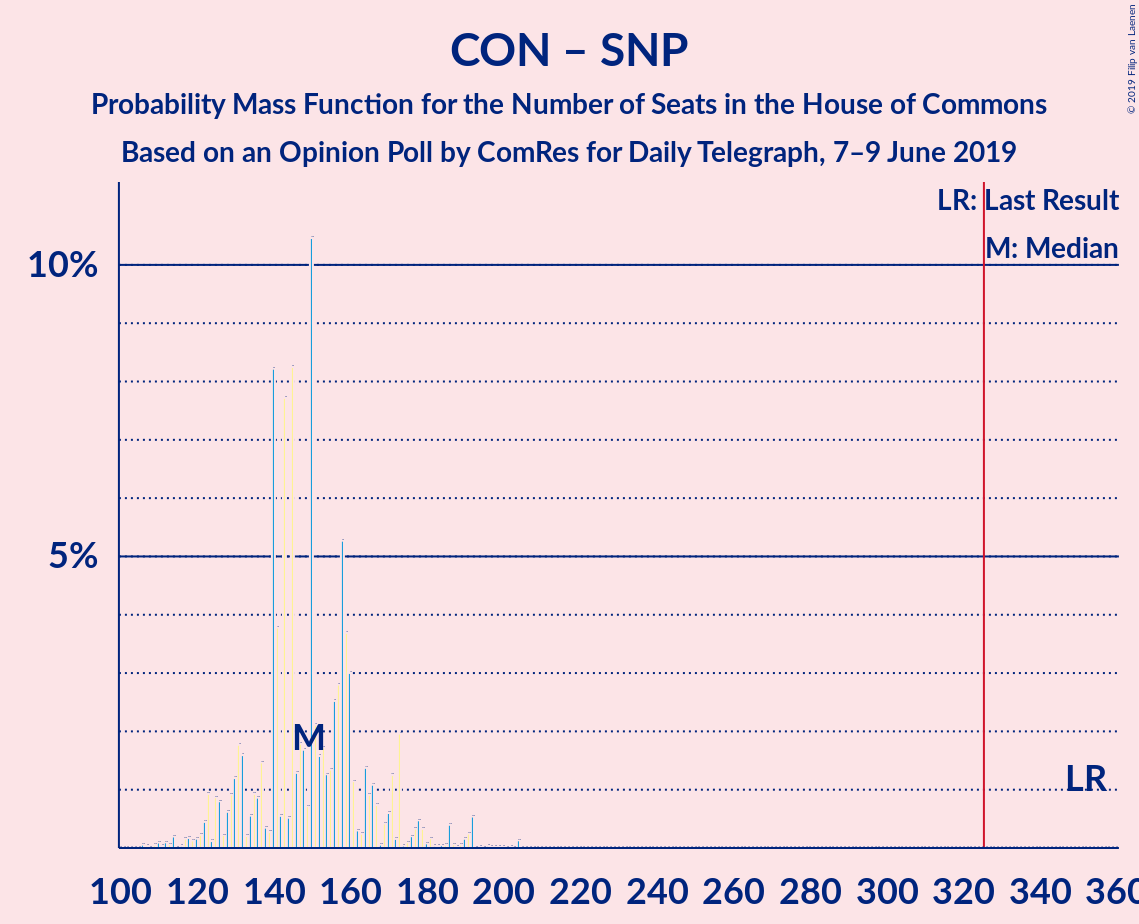 © 2019 Filip van Laenen
CON – SNP
Probability Mass Function for the Number of Seats in the House of Commons
Based on an Opinion Poll by ComRes for Daily Telegraph, 7–9 June 2019
LR: Last Result
M: Median
10%
5%
M
LR
100 120 140 160 180 200 220 240 260 280 300 320 340 360